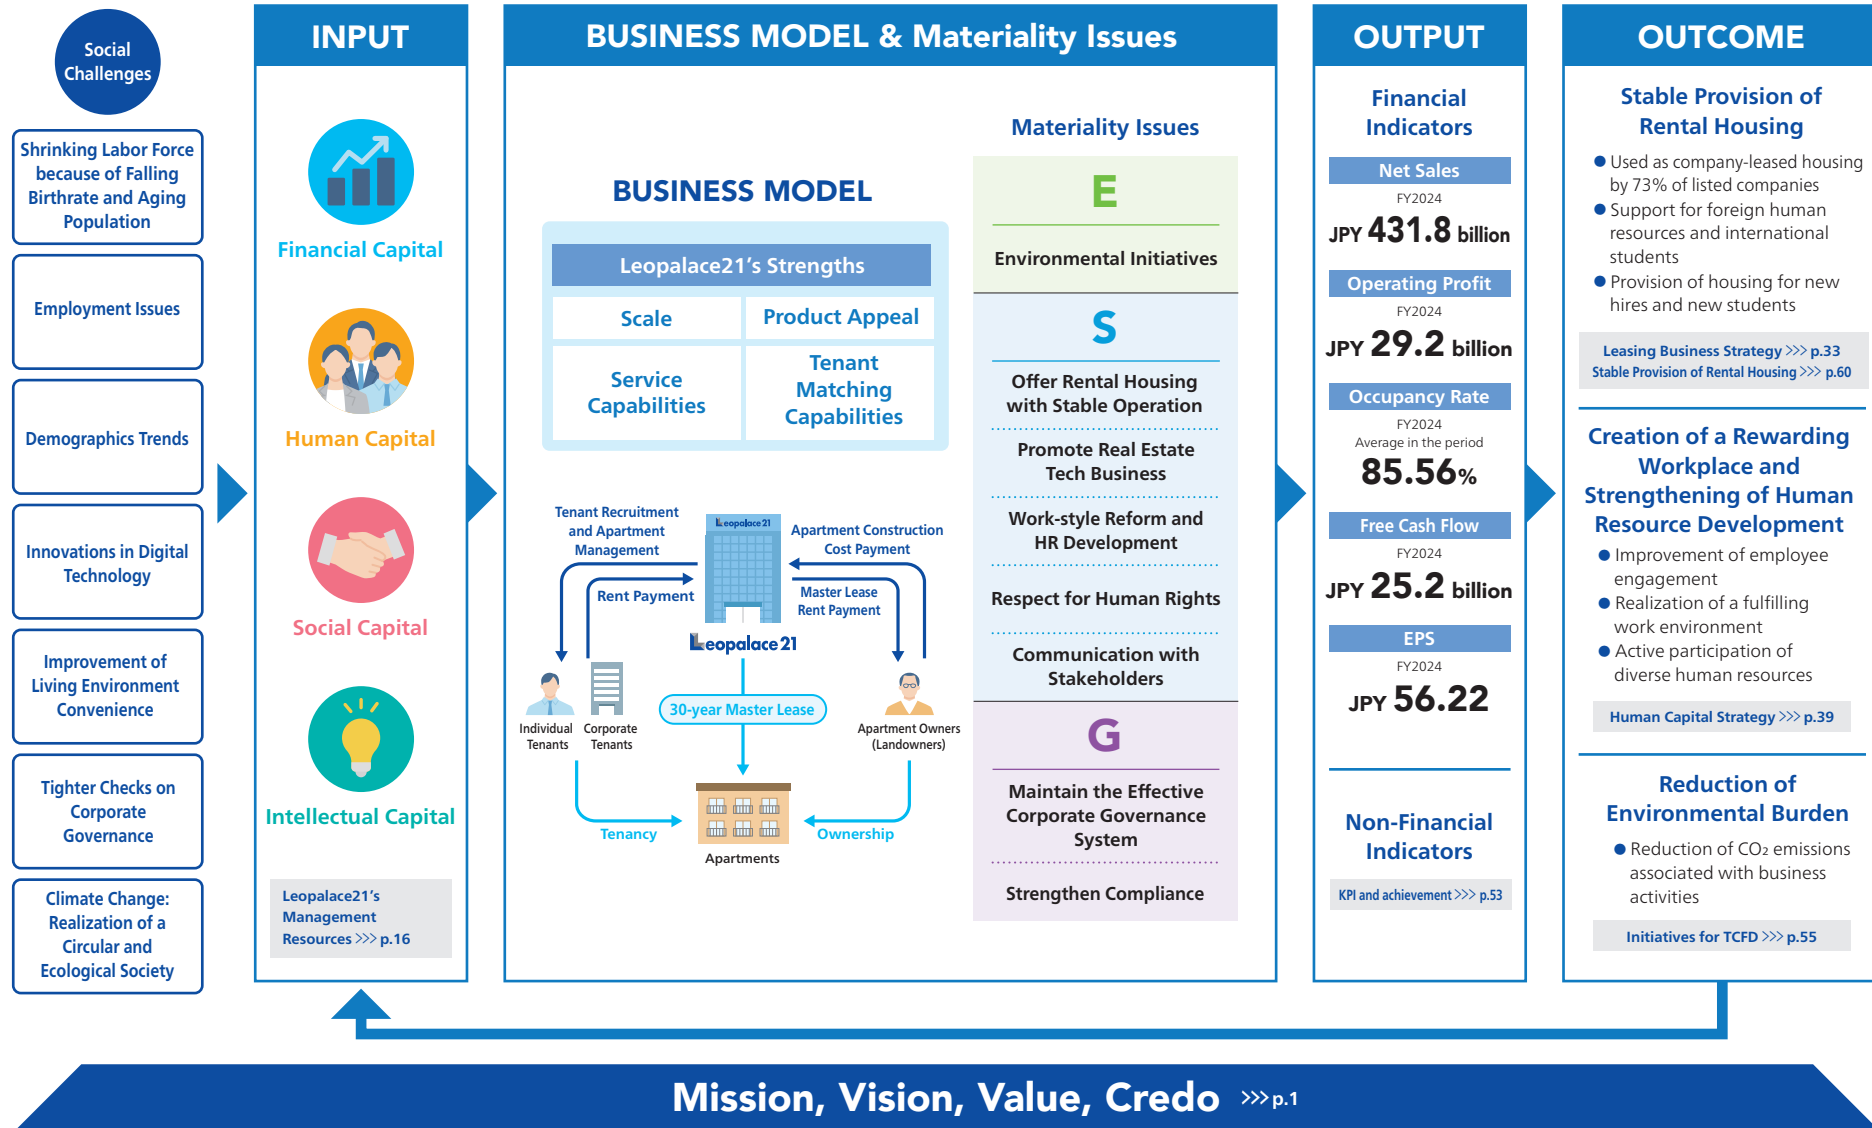 Social
Challenges
Shrinking Labor Force
because of Falling
Birthrate and Aging
Population
Employment Issues
Demographics Trends
Innovations in Digital
Technology
Improvement of
Living Environment
Convenience
Tighter Checks on
Corporate
Governance
Climate Change:
Realization of a
Circular and
Ecological Society
INPUT
Financial Capital
Human Capital
Social Capital
Intellectual Capital
Leopalace21's
Management
Resources >>> p.16
BUSINESS MODEL & Materiality Issues
BUSINESS MODEL
Leopalace21's Strengths
Scale
Product Appeal
Service
Capabilities
Tenant
Matching
Capabilities
Tenant Recruitment
and Apartment
Management
Rent Payment
Leopalace21
Apartment Construction
Cost Payment
Master Lease
Rent Payment
Leopalace21
Individual
Tenants
Corporate
Tenants
30-year Master Lease
Apartment Owners
(Landowners)
Tenancy
Ownership
Apartments
Materiality Issues
E
Environmental Initiatives
S
Offer Rental Housing
with Stable Operation
Promote Real Estate
Tech Business
Work-style Reform and
HR Development
Respect for Human Rights
Communication with
Stakeholders
G
Maintain the Effective
Corporate Governance
System
Strengthen Compliance
OUTPUT
Financial
Indicators
Net Sales
FY2024
JPY 431.8 billion
Operating Profit
FY2024
JPY 29.2 billion
Occupancy Rate
FY2024
Average in the period
85.56%
Free Cash Flow
FY2024
JPY 25.2 billion
EPS
FY2024
JPY 56.22
Non-Financial
Indicators
KPI and achievement >>> p.53
OUTCOME
Stable Provision of
Rental Housing
● Used as company-leased housing
by 73% of listed companies
● Support for foreign human
resources and international
students
● Provision of housing for new
hires and new students
Leasing Business Strategy >>> p.33
Stable Provision of Rental Housing >>> p.60
Creation of a Rewarding
Workplace and
Strengthening of Human
Resource Development
● Improvement of employee
engagement
● Realization of a fulfilling
work environment
● Active participation of
diverse human resources
Human Capital Strategy >>> p.39
Reduction of
Environmental Burden
● Reduction of CO₂ emissions
associated with business
activities
Initiatives for TCFD >>> p.55
Mission, Vision, Value, Credo >>> p.1